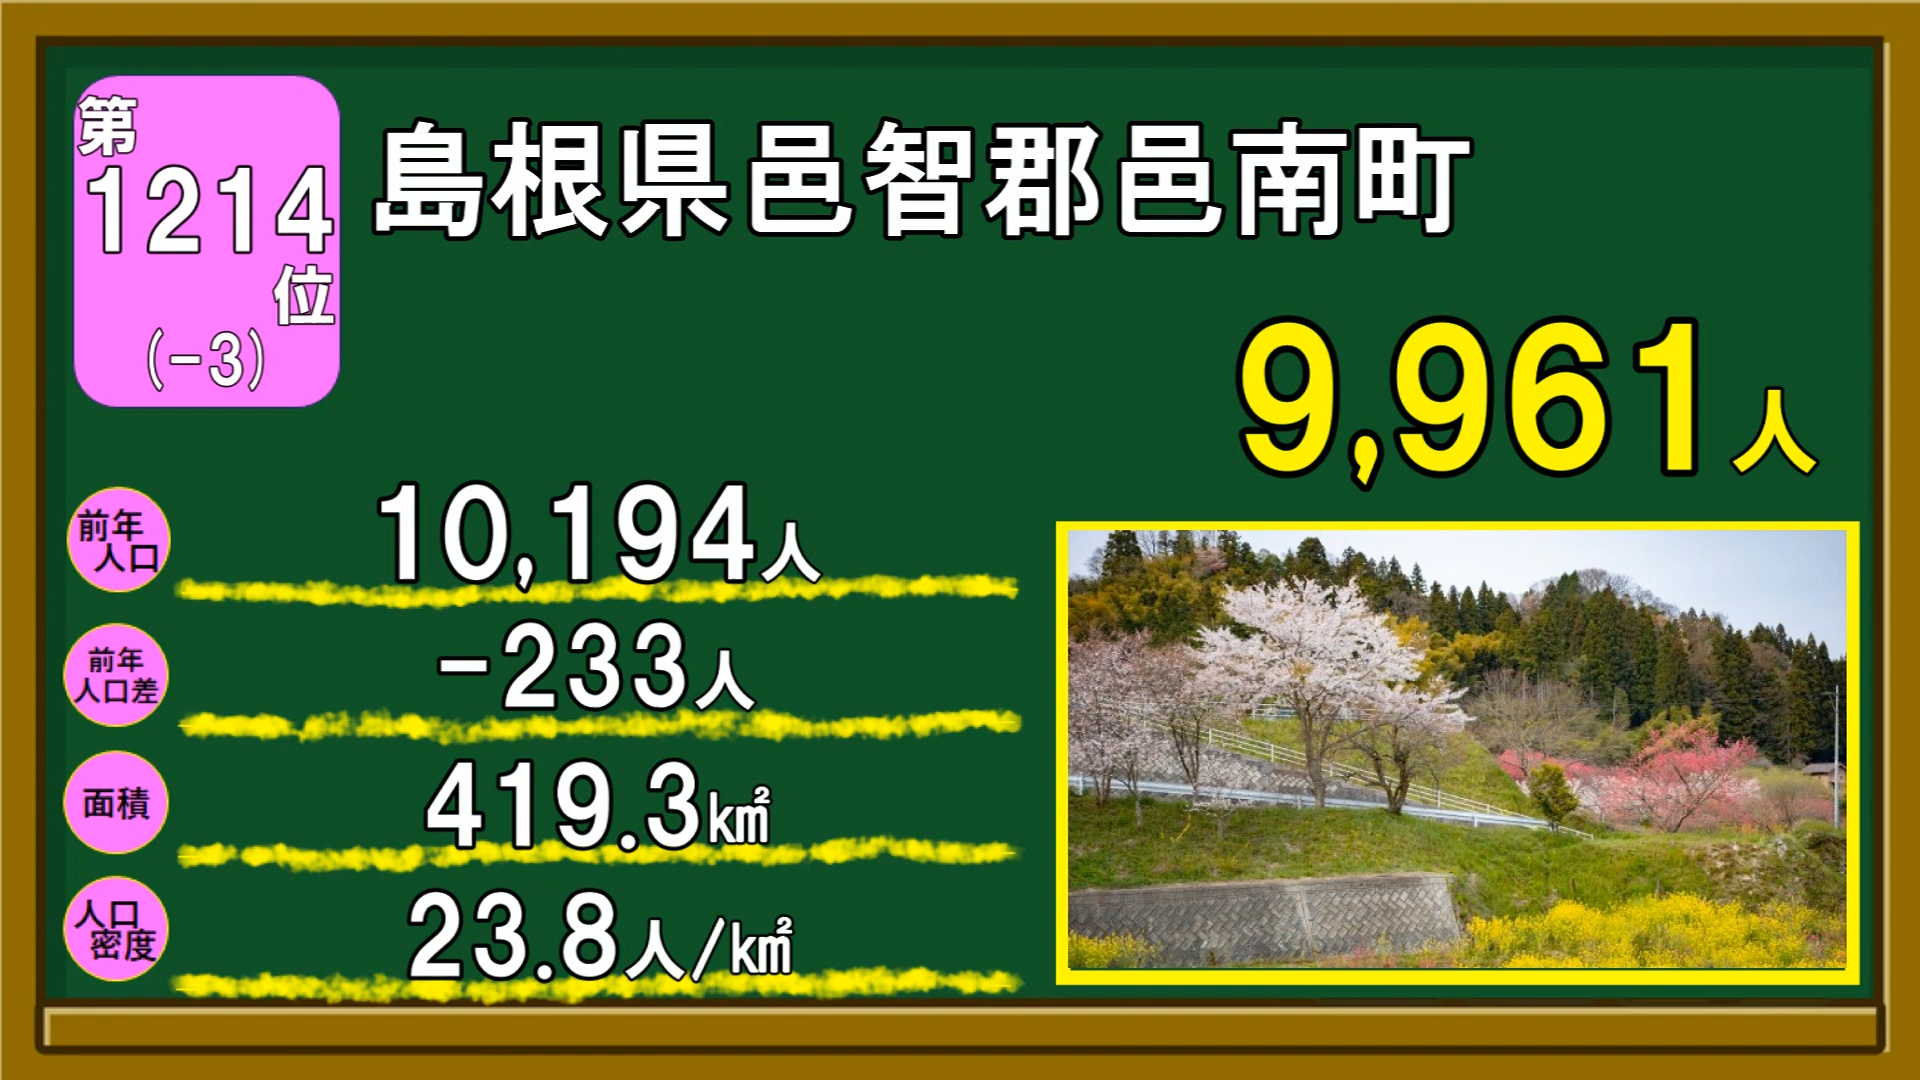 第
1214
位
(-3)
島根県邑智郡邑南町
9,961人
前年
人口
10,194人
前年
人口差
-233人
面積
419.3㎢
人口
密度
23.8人/㎢